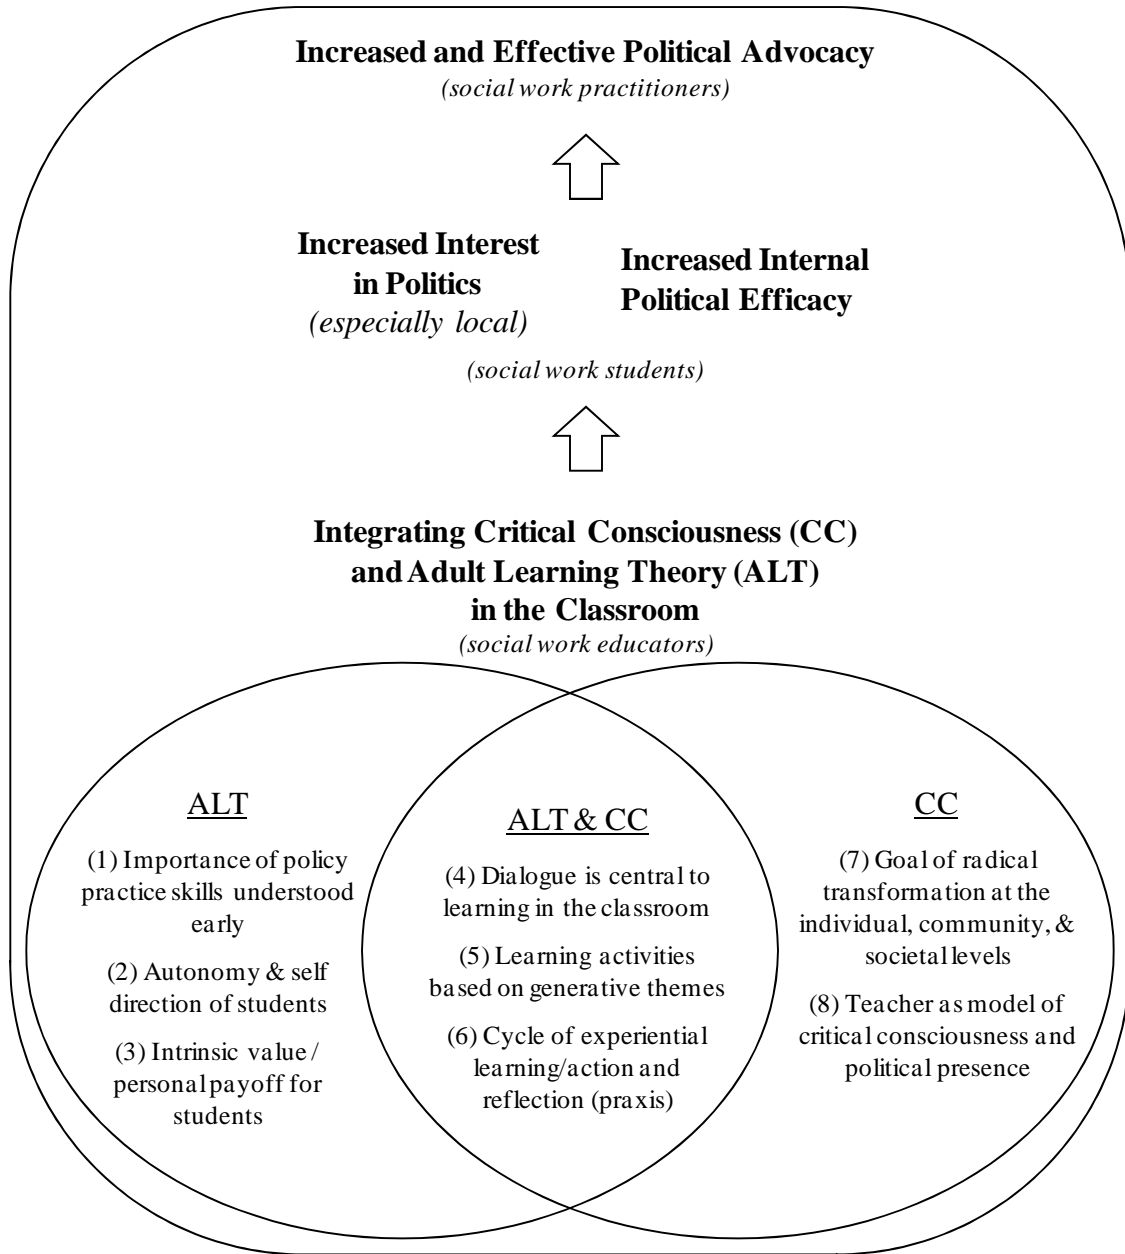 Increased and Effective Political Advocacy
(social work practitioners)
Increased Interest
in Politics
(especially local)
Increased Internal
Political Efficacy
(social work students)
Integrating Critical Consciousness (CC)
and Adult Learning Theory (ALT)
in the Classroom
(social work educators)
ALT
(1) Importance of policy
practice skills understood
early
(2) Autonomy & self
direction of students
(3) Intrinsic value /
personal payoff for
students
ALT & CC
(4) Dialogue is central to
learning in the classroom
(5) Learning activities
based on generative themes
(6) Cycle of experiential
learning/action and
reflection (praxis)
CC
(7) Goal of radical
transformation at the
individual, community, &
societal levels
(8) Teacher as model of
critical consciousness and
political presence